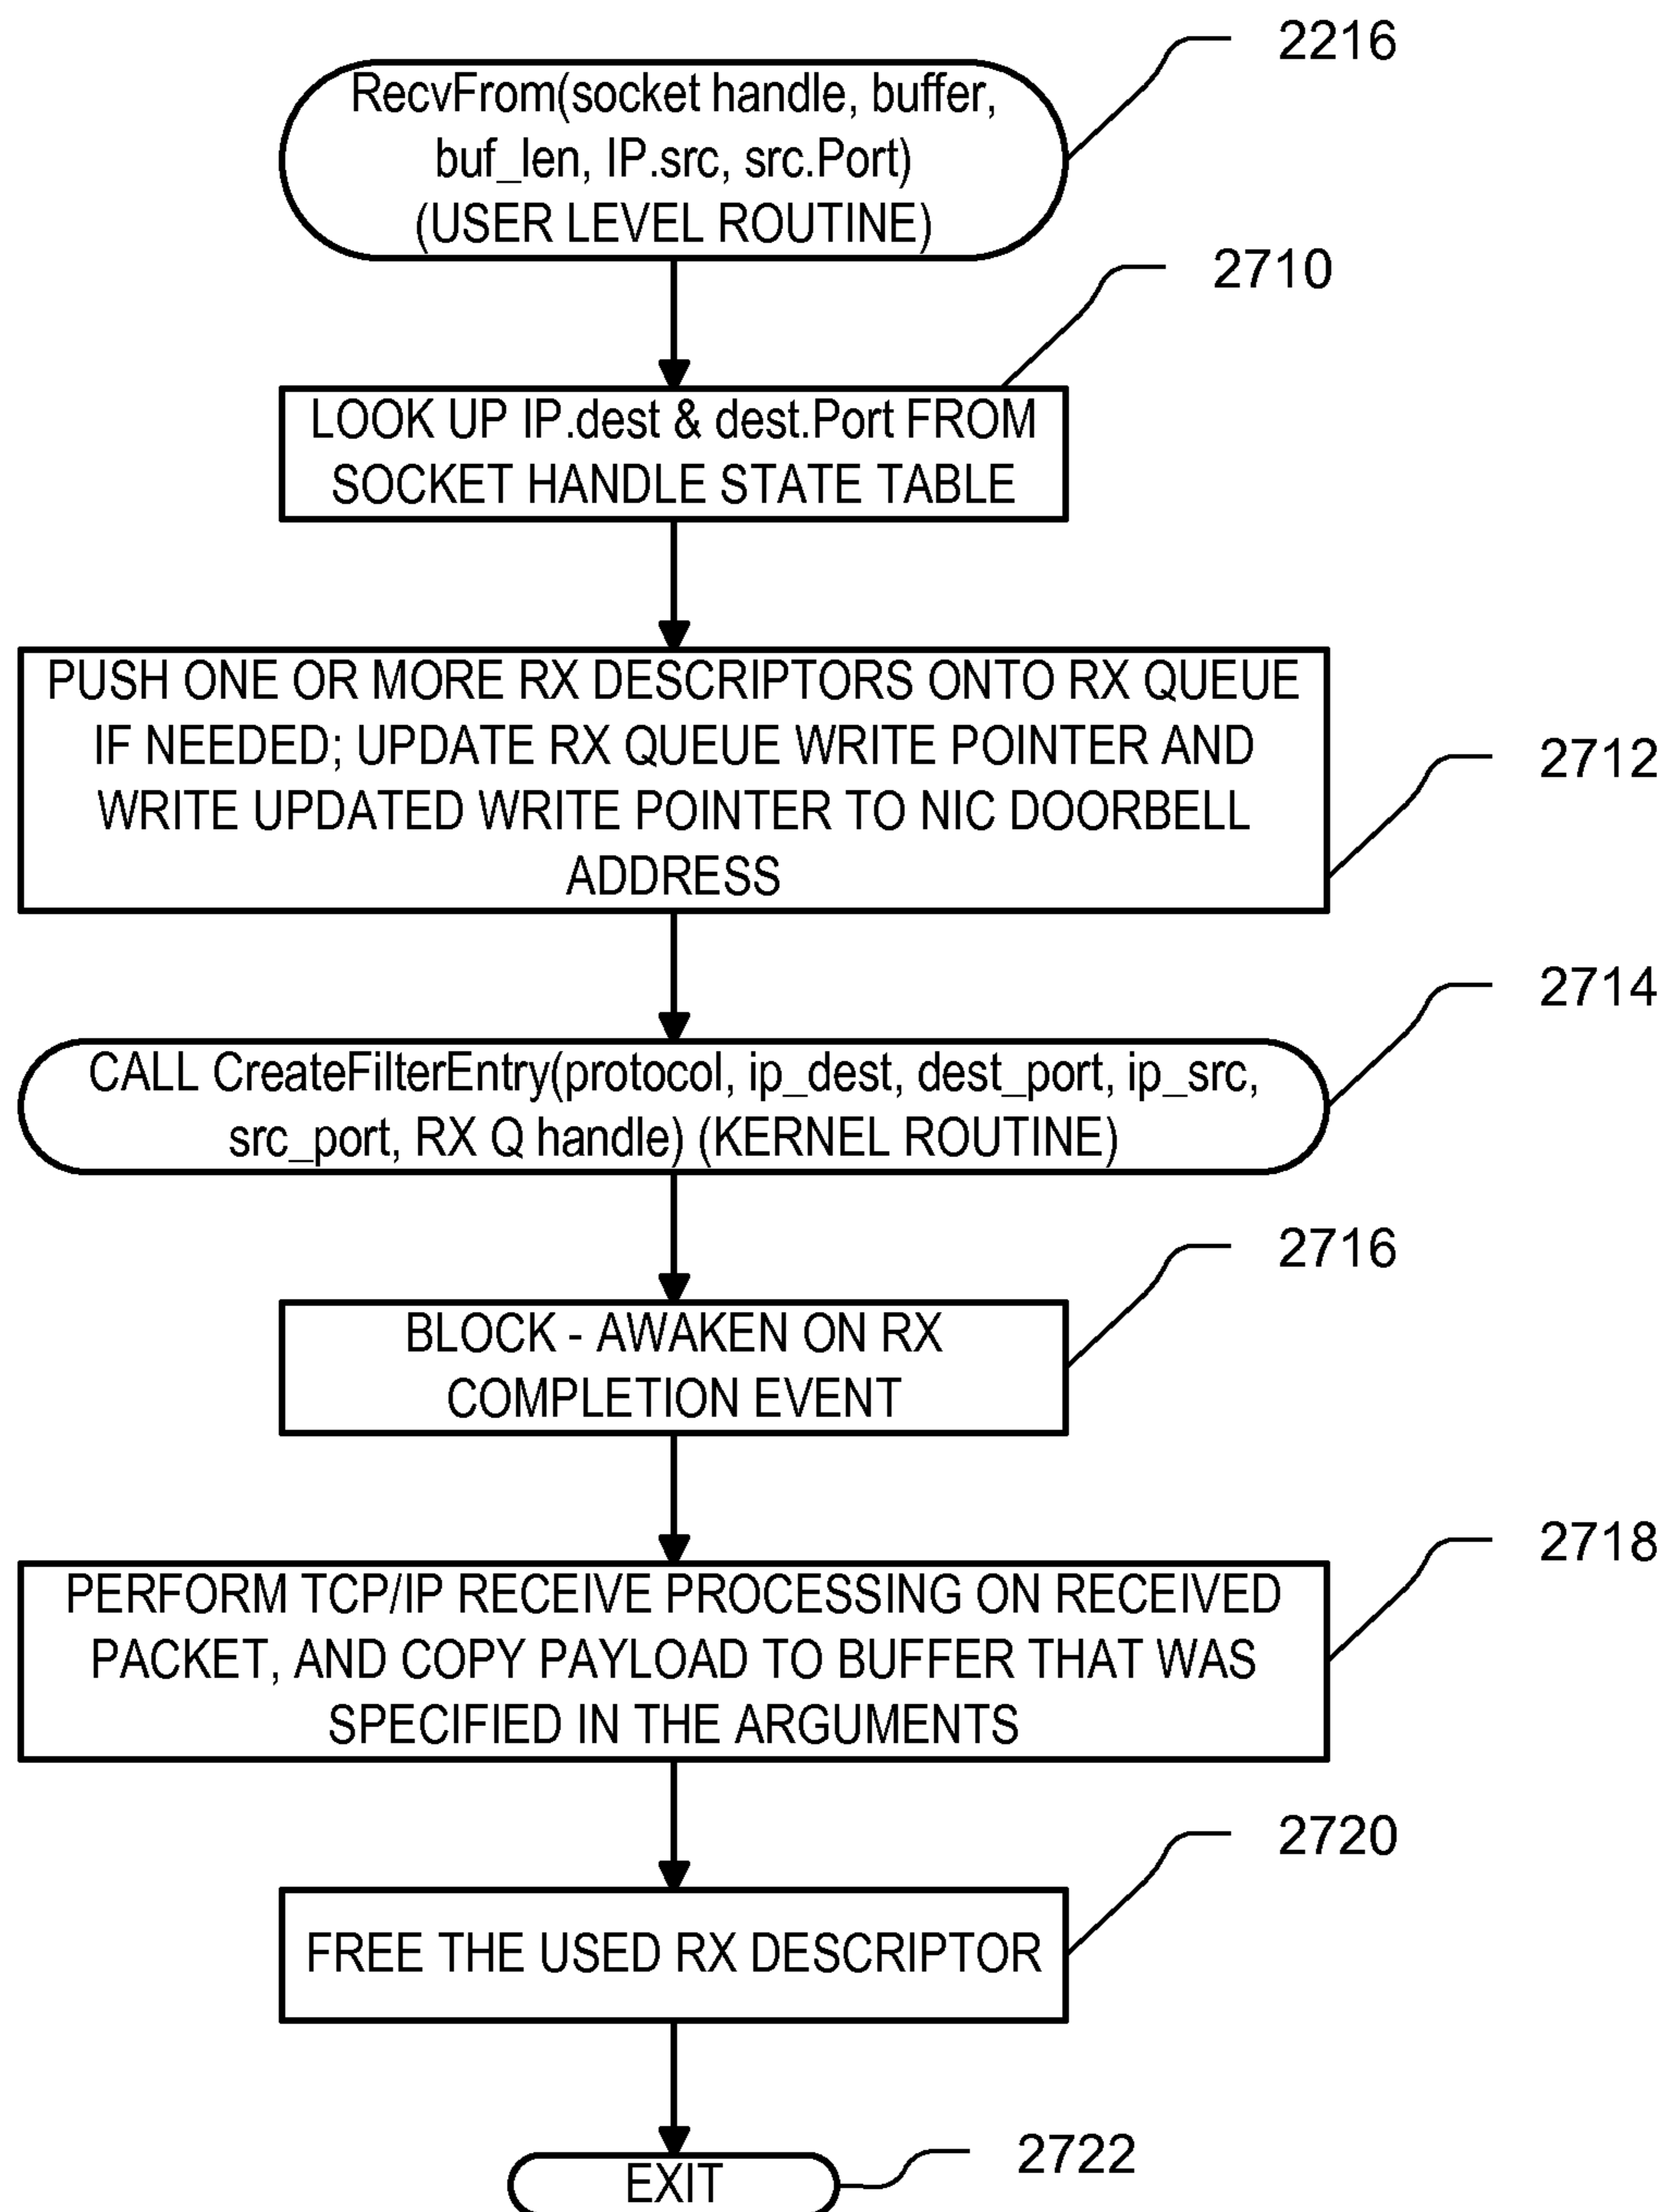 2216
RecvFrom(socket handle, buffer,
buf_len, IP.src, src.Port)
(USER LEVEL ROUTINE)
2710
LOOK UP IP.dest & dest.Port FROM
SOCKET HANDLE STATE TABLE
PUSH ONE OR MORE RX DESCRIPTORS ONTO RX QUEUE
IF NEEDED; UPDATE RX QUEUE WRITE POINTER AND
WRITE UPDATED WRITE POINTER TO NIC DOORBELL
ADDRESS
2712
2714
CALL CreateFilterEntry(protocol, ip_dest, dest_port, ip_src,
src_port, RX Q handle) (KERNEL ROUTINE)
2716
BLOCK - AWAKEN ON RX
COMPLETION EVENT
2718
PERFORM TCP/IP RECEIVE PROCESSING ON RECEIVED
PACKET, AND COPY PAYLOAD TO BUFFER THAT WAS
SPECIFIED IN THE ARGUMENTS
2720
FREE THE USED RX DESCRIPTOR
2722
EXIT